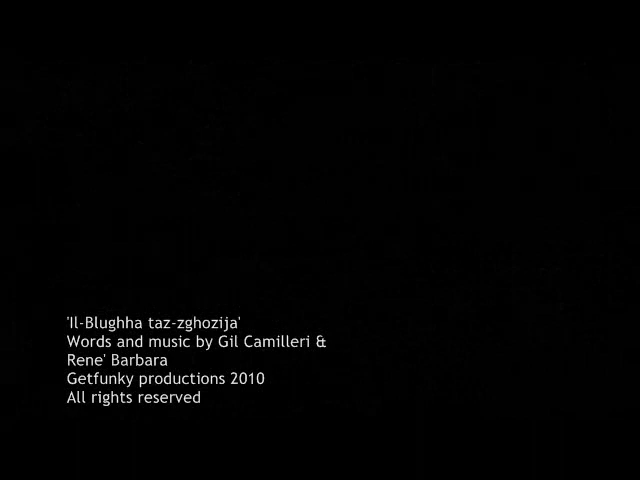 'Il-Blughha taz-zghozija'
Words and music by Gil Camilleri &
Rene' Barbara
Getfunky productions 2010
All rights reserved